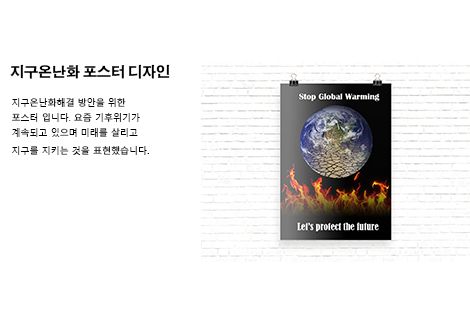 지구온난화 포스터 디자인
지구온난화해결 방안을 위한
포스터 입니다. 요즘 기후위기가
계속되고 있으며 미래를 살리고
지구를 지키는 것을 표현했습니다.
Stop Global Warming
Let's protect the future